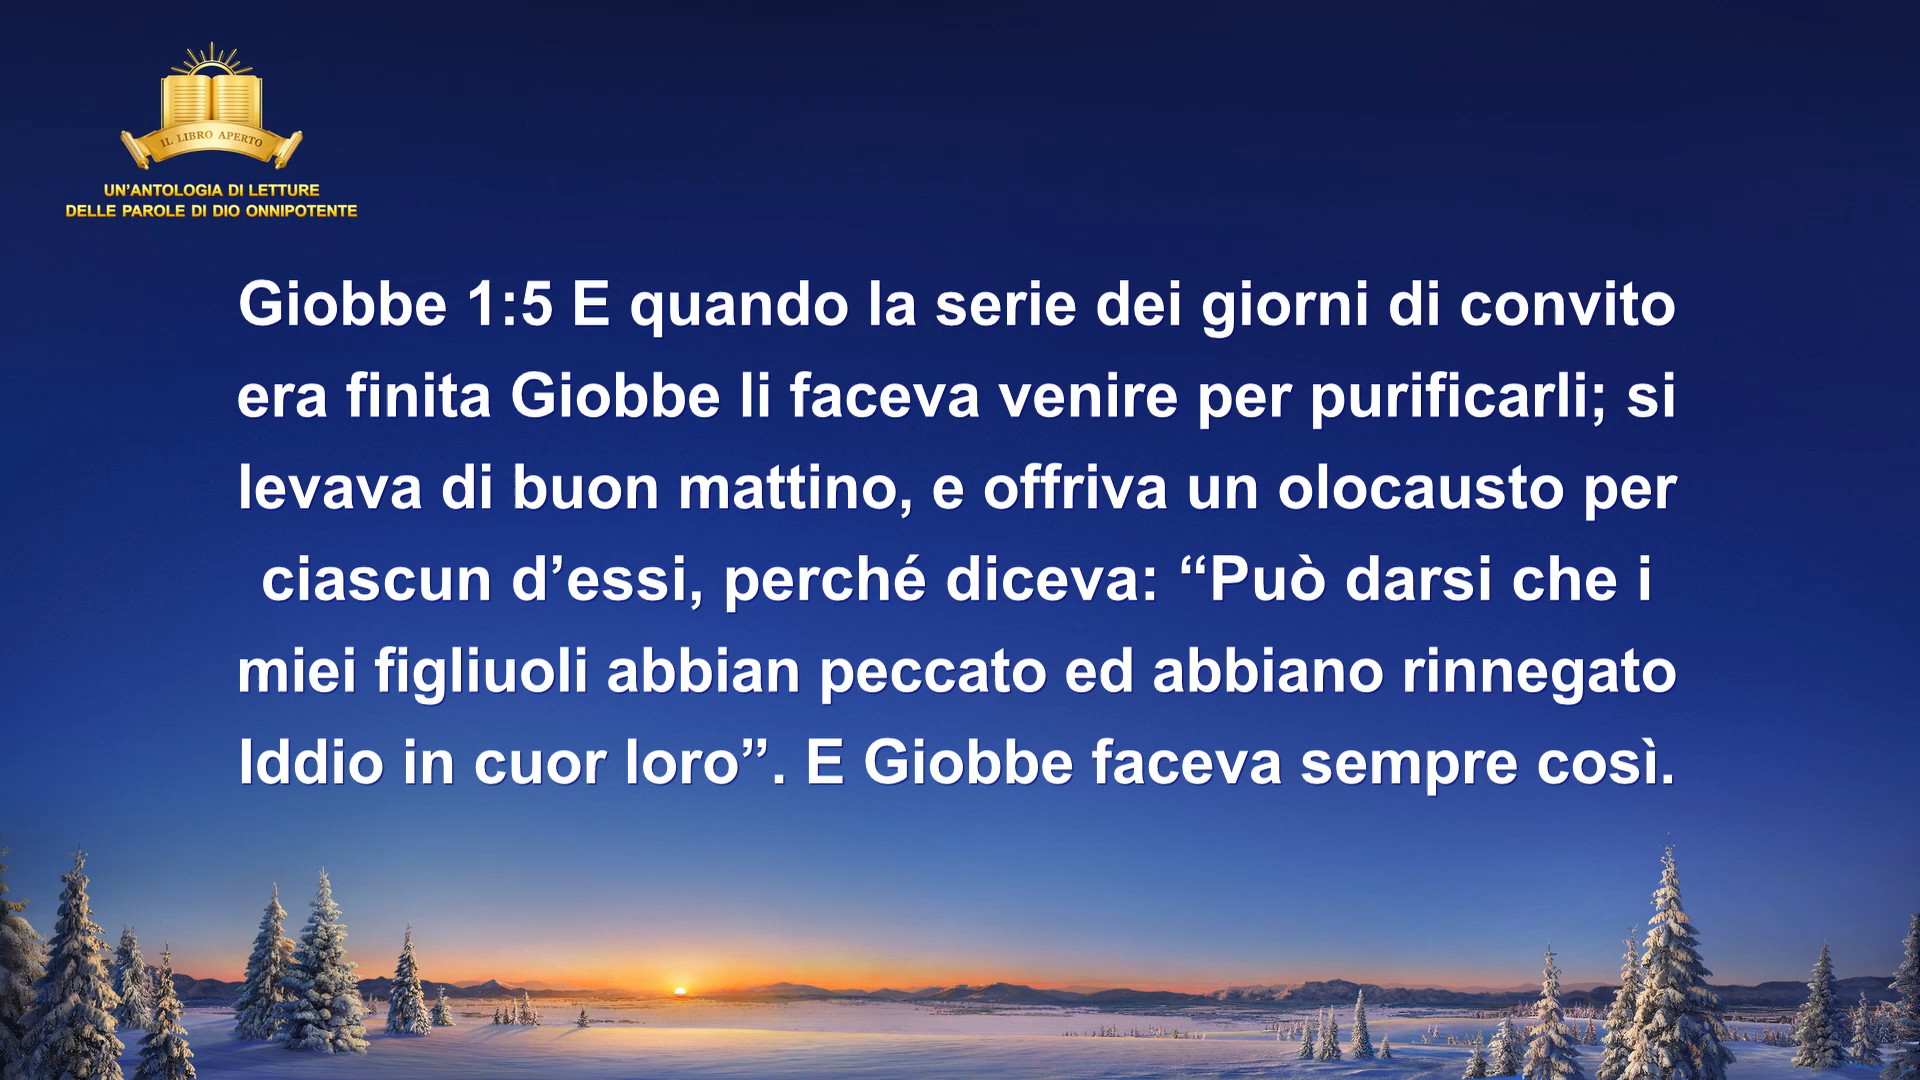 IL LIBRO APERTO
UN’ANTOLOGIA DI LETTURE
DELLE PAROLE DI DIO ONNIPOTENTE
Giobbe 1:5 E quando la serie dei giorni di convito
era finita Giobbe li faceva venire per purificarli; si
levava di buon mattino, e offriva un olocausto per
ciascun d’essi, perché diceva: “Può darsi che i
miei figliuoli abbian peccato ed abbiano rinnegato
Iddio in cuor loro”. E Giobbe faceva sempre così.